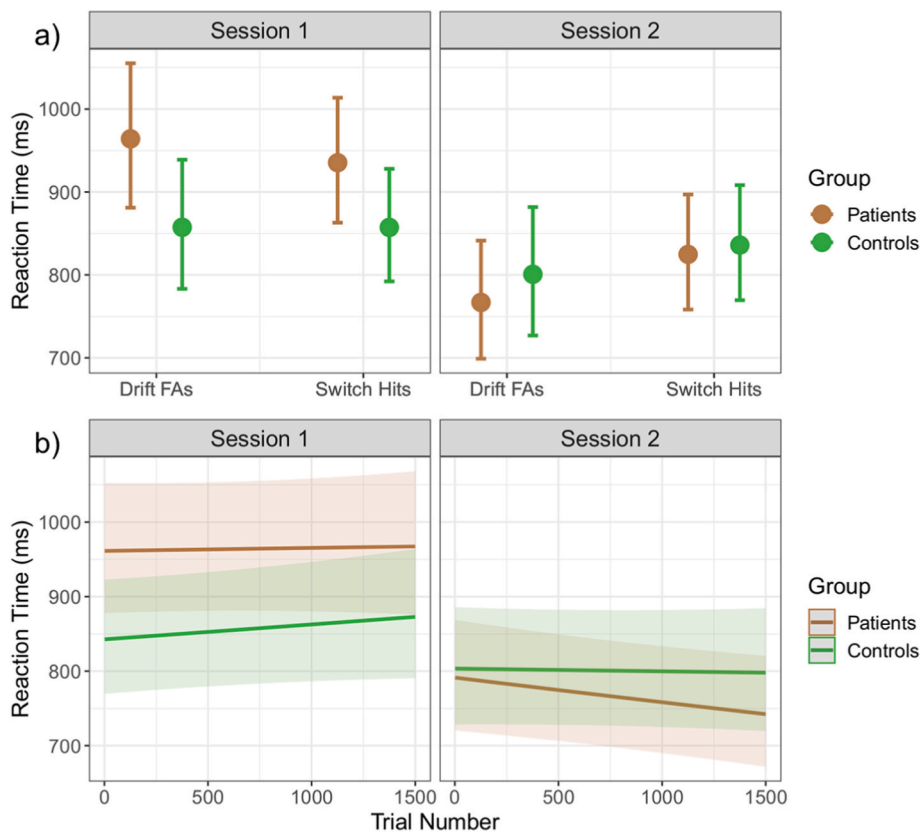 a)
Session 1
Session 2
Reaction Time (ms)
1000
900
800
700
Drift FAs
Switch Hits
Drift FAs
Switch Hits
Group
Patients
Controls
b)
Session 1
Session 2
Reaction Time (ms)
1000
900
800
700
0
500
1000
1500
0
500
1000
1500
Trial Number
Group
Patients
Controls